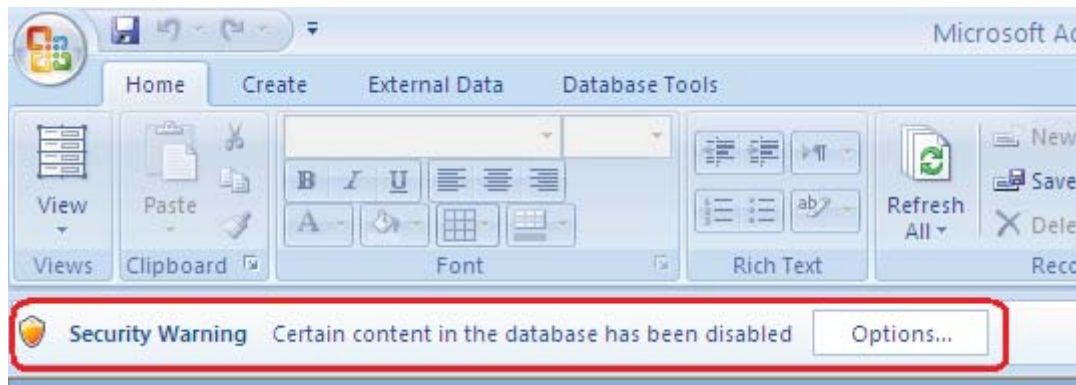 Microsoft Ac
Home Create External Data Database Tools
View Paste B I U A ab Refresh All New Save Dele
Views Clipboard Font Rich Text Reco
Security Warning Certain content in the database has been disabled Options...